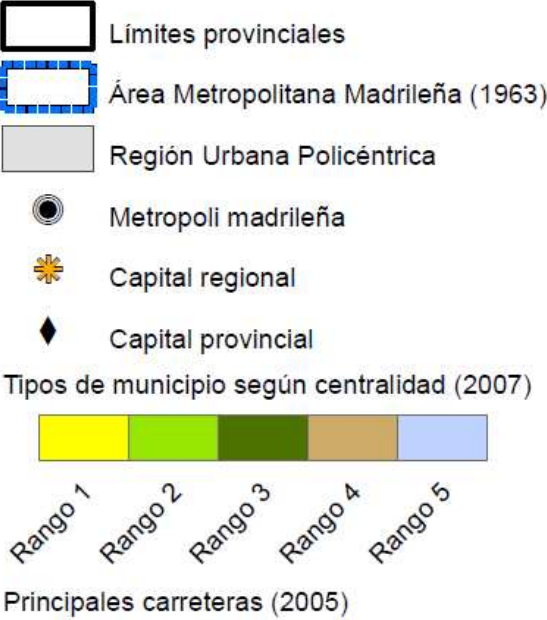 Límites provinciales
Área Metropolitana Madrileña (1963)
Región Urbana Policéntrica
Metropoli madrileña
Capital regional
Capital provincial
Tipos de municipio según centralidad (2007)
Rango 1
Rango 2
Rango 3
Rango 4
Rango 5
Principales carreteras (2005)